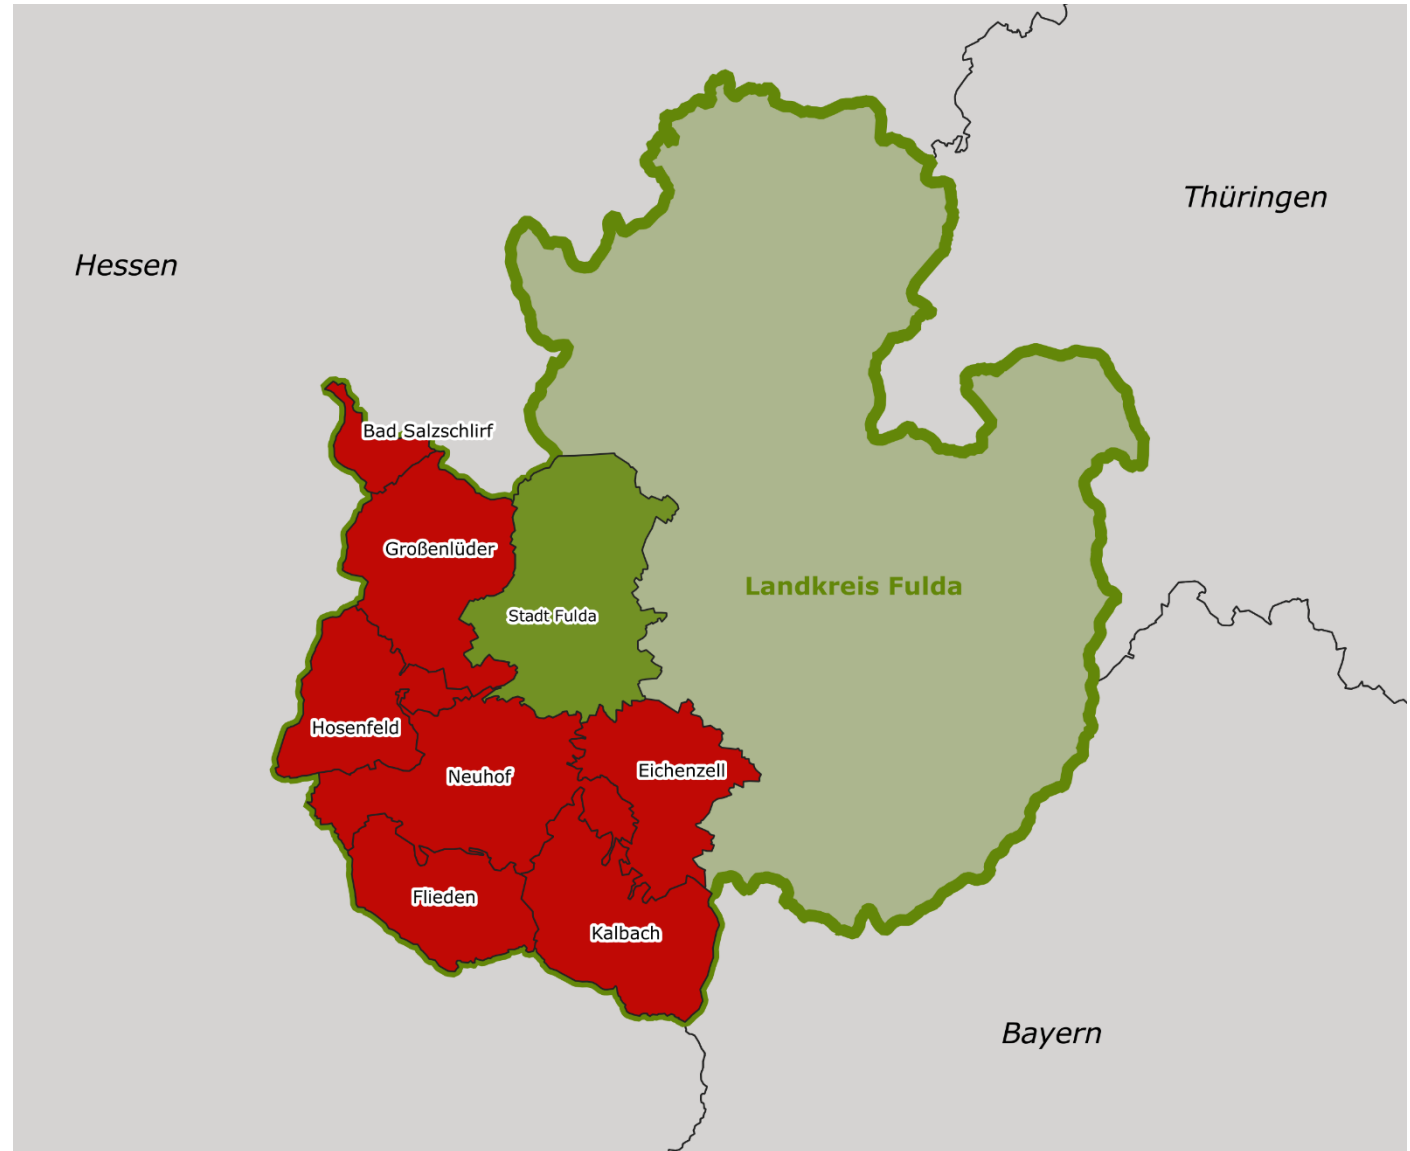 Thüringen
Hessen
Bad Salzschlirf
Großenlüder
Landkreis Fulda
Stadt Fulda
Hosenfeld
Neuhof
Eichenzell
Flieden
Kalbach
Bayern